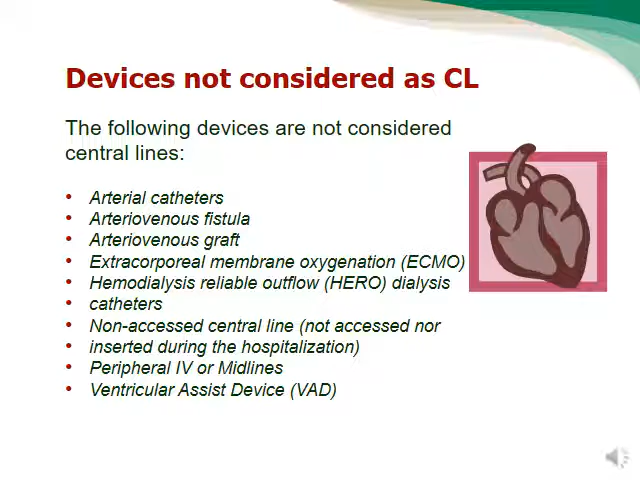 Devices not considered as CL
The following devices are not considered
central lines:
• Arterial catheters
• Arteriovenous fistula
• Arteriovenous graft
• Extracorporeal membrane oxygenation (ECMO)
• Hemodialysis reliable outflow (HERO) dialysis
• catheters
• Non-accessed central line (not accessed nor
• inserted during the hospitalization)
• Peripheral IV or Midlines
• Ventricular Assist Device (VAD)